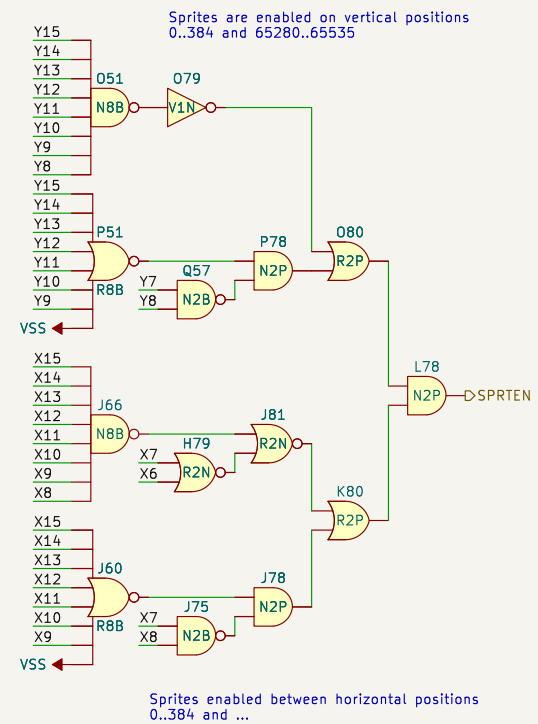 Sprites are enabled on vertical positions
0..384 and 65280..65535
Y15
Y14
Y13
Y12
Y11
Y10
Y9
Y8
O51
N8B
O79
V1N
Y15
Y14
Y13
Y12
Y11
Y10
Y9
VSS
P51
R8B
Y7
Y8
Q57
N2B
P78
N2P
O80
R2P
L78
N2P
SPRTEN
X15
X14
X13
X12
X11
X10
X9
X8
J66
N8B
X7
X6
H79
R2N
J81
R2N
K80
R2P
X15
X14
X13
X12
X11
X10
X9
VSS
J60
R8B
X7
X8
J75
N2B
J78
N2P
Sprites enabled between horizontal positions
0..384 and ...